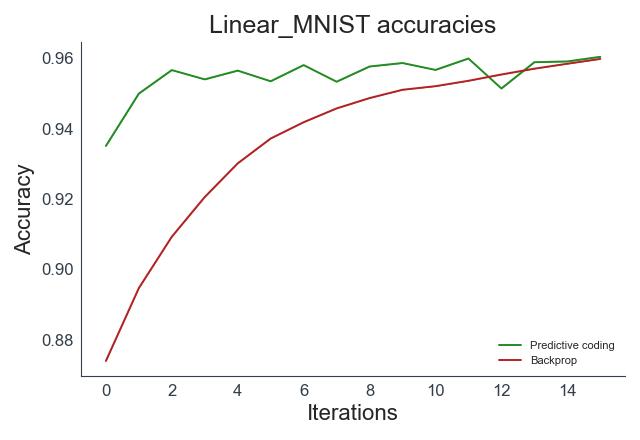 Linear_MNIST accuracies
0.96
0.94
0.92
0.90
0.88
Accuracy
Predictive coding
Backprop
0 2 4 6 8 10 12 14
Iterations